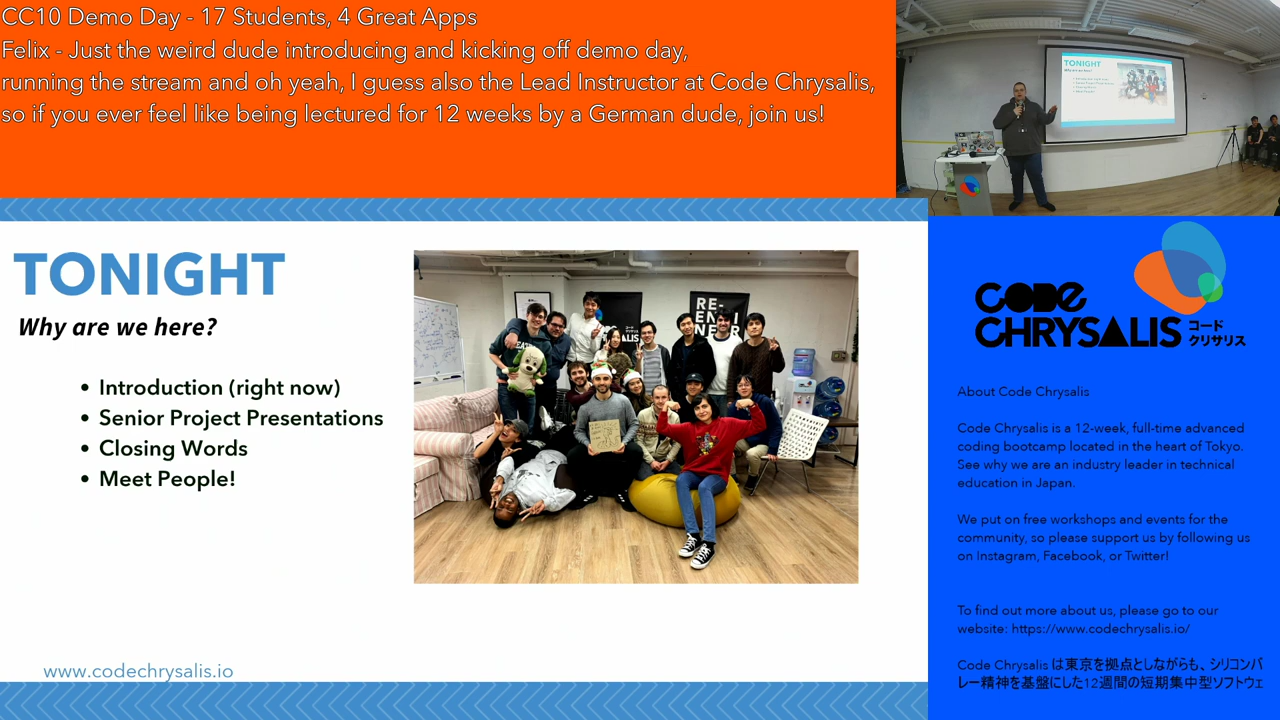 CC10 Demo Day - 17 Students, 4 Great Apps
Felix - Just the weird dude introducing and kicking off demo day,
running the stream and oh yeah, I guess also the Lead Instructor at Code Chrysalis,
so if you ever feel like being lectured for 12 weeks by a German dude, join us!
TONIGHT
Why are we here?
• Introduction (right now)
• Senior Project Presentations
• Closing Words
• Meet People!
RE-
ENGI
NEER
www.codechrysalis.io
TONIGHT
Why are we here?
CODE
CHRYSALIS
コード
クリサリス
About Code Chrysalis
Code Chrysalis is a 12-week, full-time advanced
coding bootcamp located in the heart of Tokyo.
See why we are an industry leader in technical
education in Japan.
We put on free workshops and events for the
community, so please support us by following us
on Instagram, Facebook, or Twitter!
To find out more about us, please go to our
website: https://www.codechrysalis.io/
Code Chrysalis は東京を拠点としながらも、シリコンバ
レー精神を基盤にした12週間の短期集中型ソフトウェ